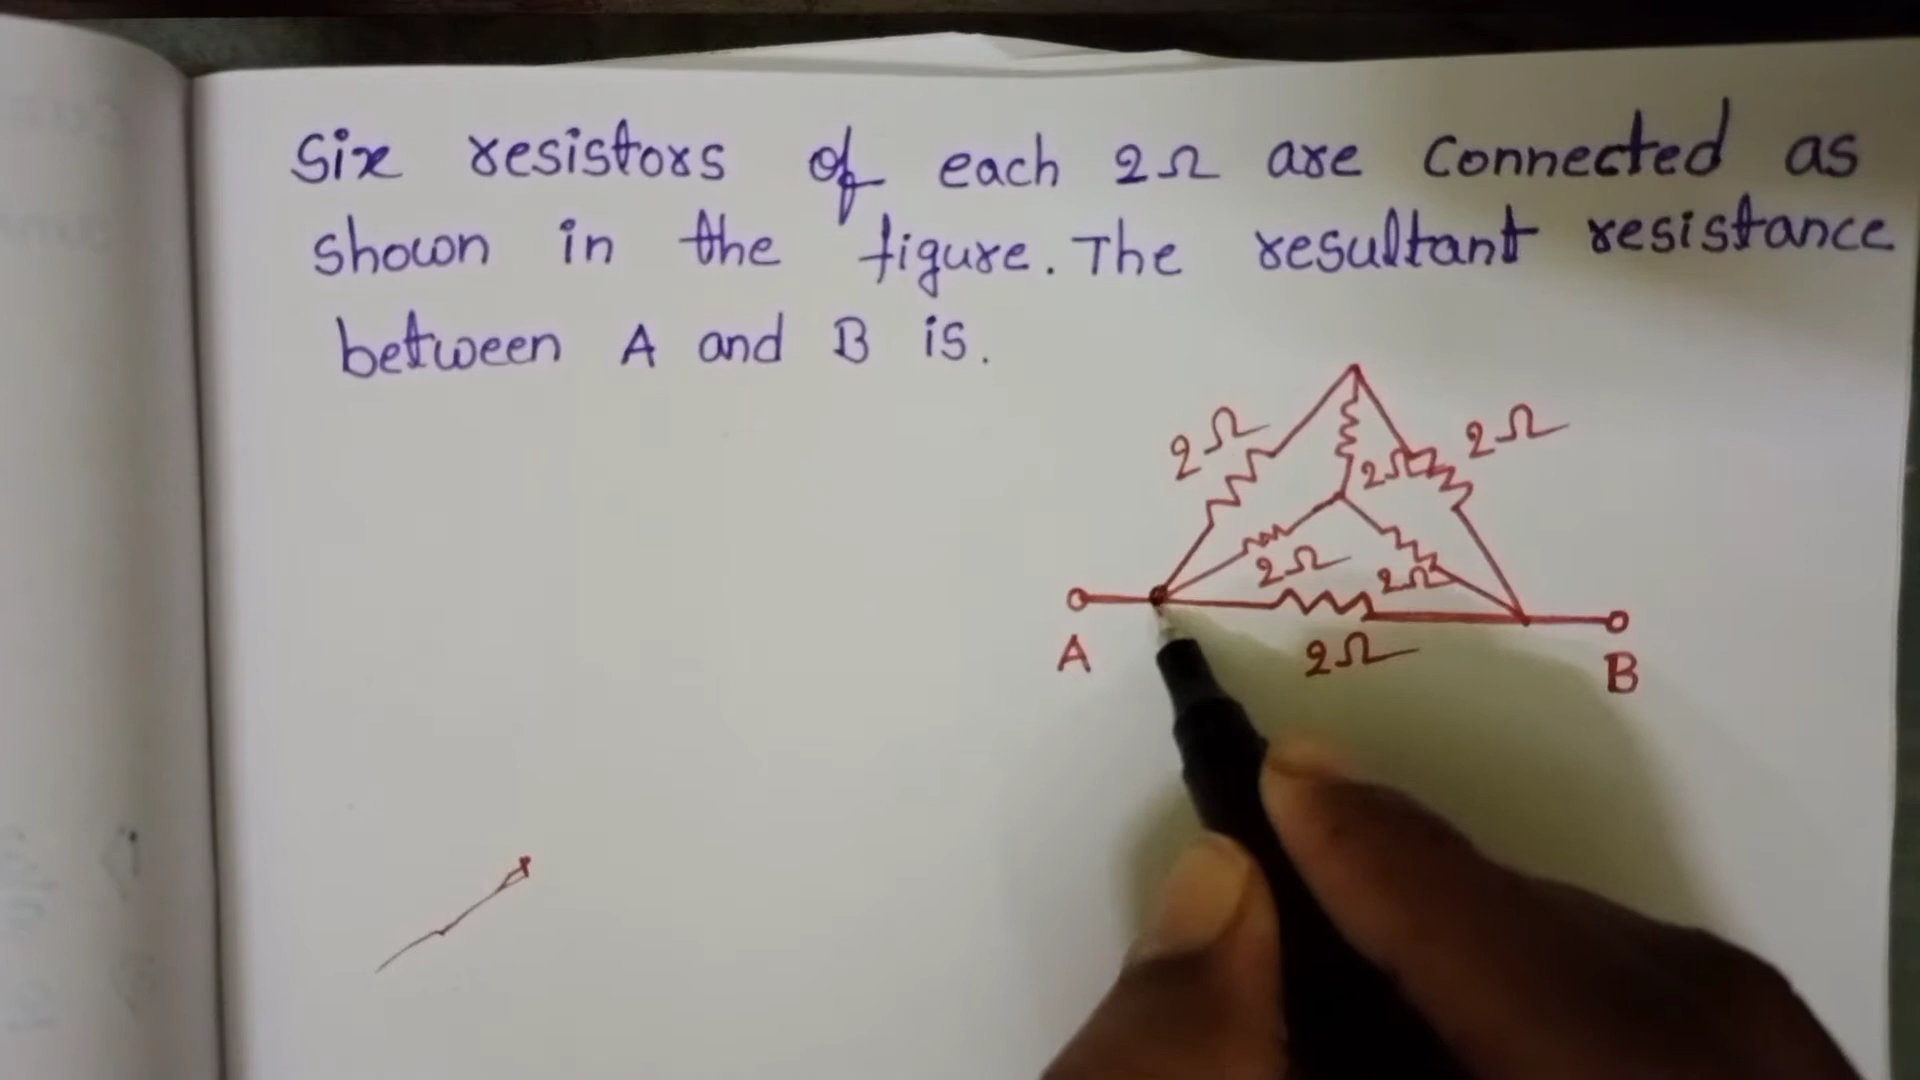 Six resistors of each 2Ω are connected as
shown in the figure. The resultant resistance
between A and B is.
2Ω 2Ω
2Ω
2Ω 2Ω
2Ω
A B